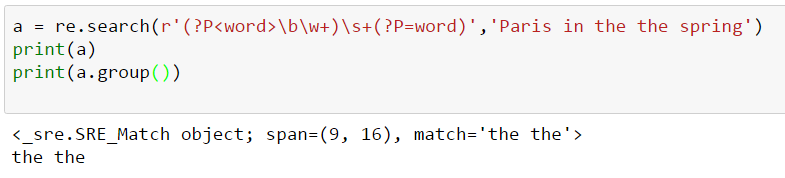 a = re.search(r'(?P<word>\b\w+)\s+(?P=word)','Paris in the the spring')
print(a)
print(a.group())
<_sre.SRE_Match object; span=(9, 16), match='the the'>
the the